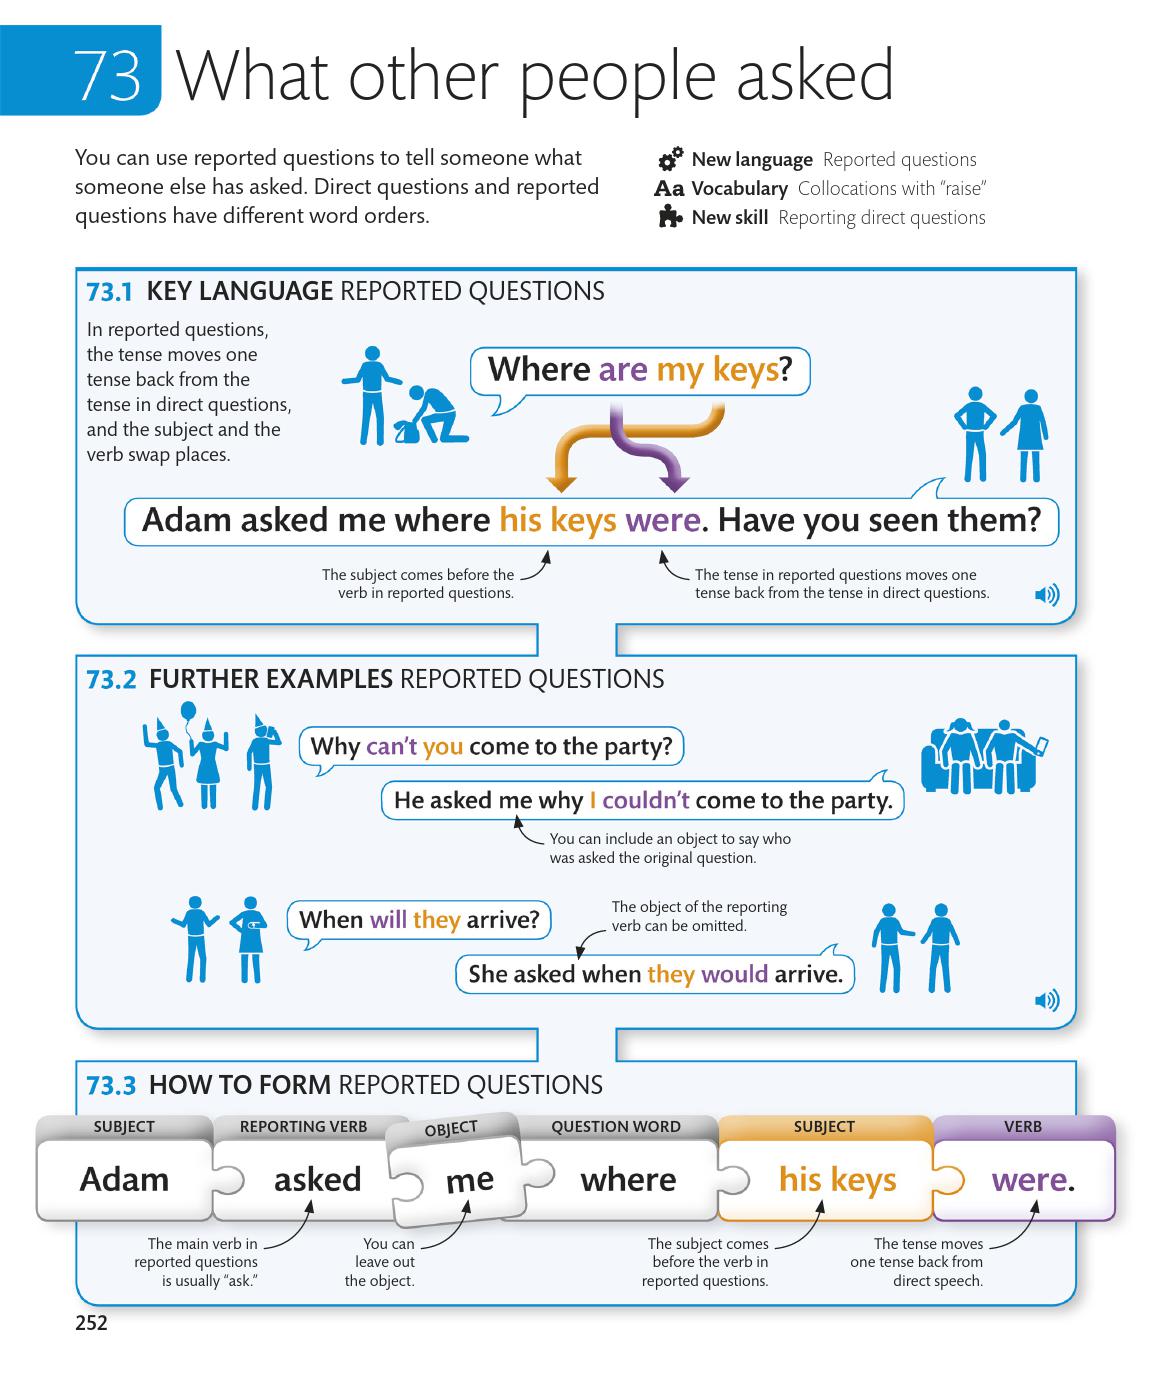 73 What other people asked
You can use reported questions to tell someone what
someone else has asked. Direct questions and reported
questions have different word orders.
New language Reported questions
Aa Vocabulary Collocations with “raise”
New skill Reporting direct questions
73.1 KEY LANGUAGE REPORTED QUESTIONS
In reported questions,
the tense moves one
tense back from the
tense in direct questions,
and the subject and the
verb swap places.
Where are my keys?
Adam asked me where his keys were. Have you seen them?
The subject comes before the
verb in reported questions.
The tense in reported questions moves one
tense back from the tense in direct questions.
73.2 FURTHER EXAMPLES REPORTED QUESTIONS
Why can’t you come to the party?
He asked me why I couldn’t come to the party.
You can include an object to say who
was asked the original question.
When will they arrive?
The object of the reporting
verb can be omitted.
She asked when they would arrive.
73.3 HOW TO FORM REPORTED QUESTIONS
SUBJECT REPORTING VERB OBJECT QUESTION WORD SUBJECT VERB
Adam asked me where his keys were.
The main verb in
reported questions
is usually “ask.”
You can
leave out
the object.
The subject comes
before the verb in
reported questions.
The tense moves
one tense back from
direct speech.
252